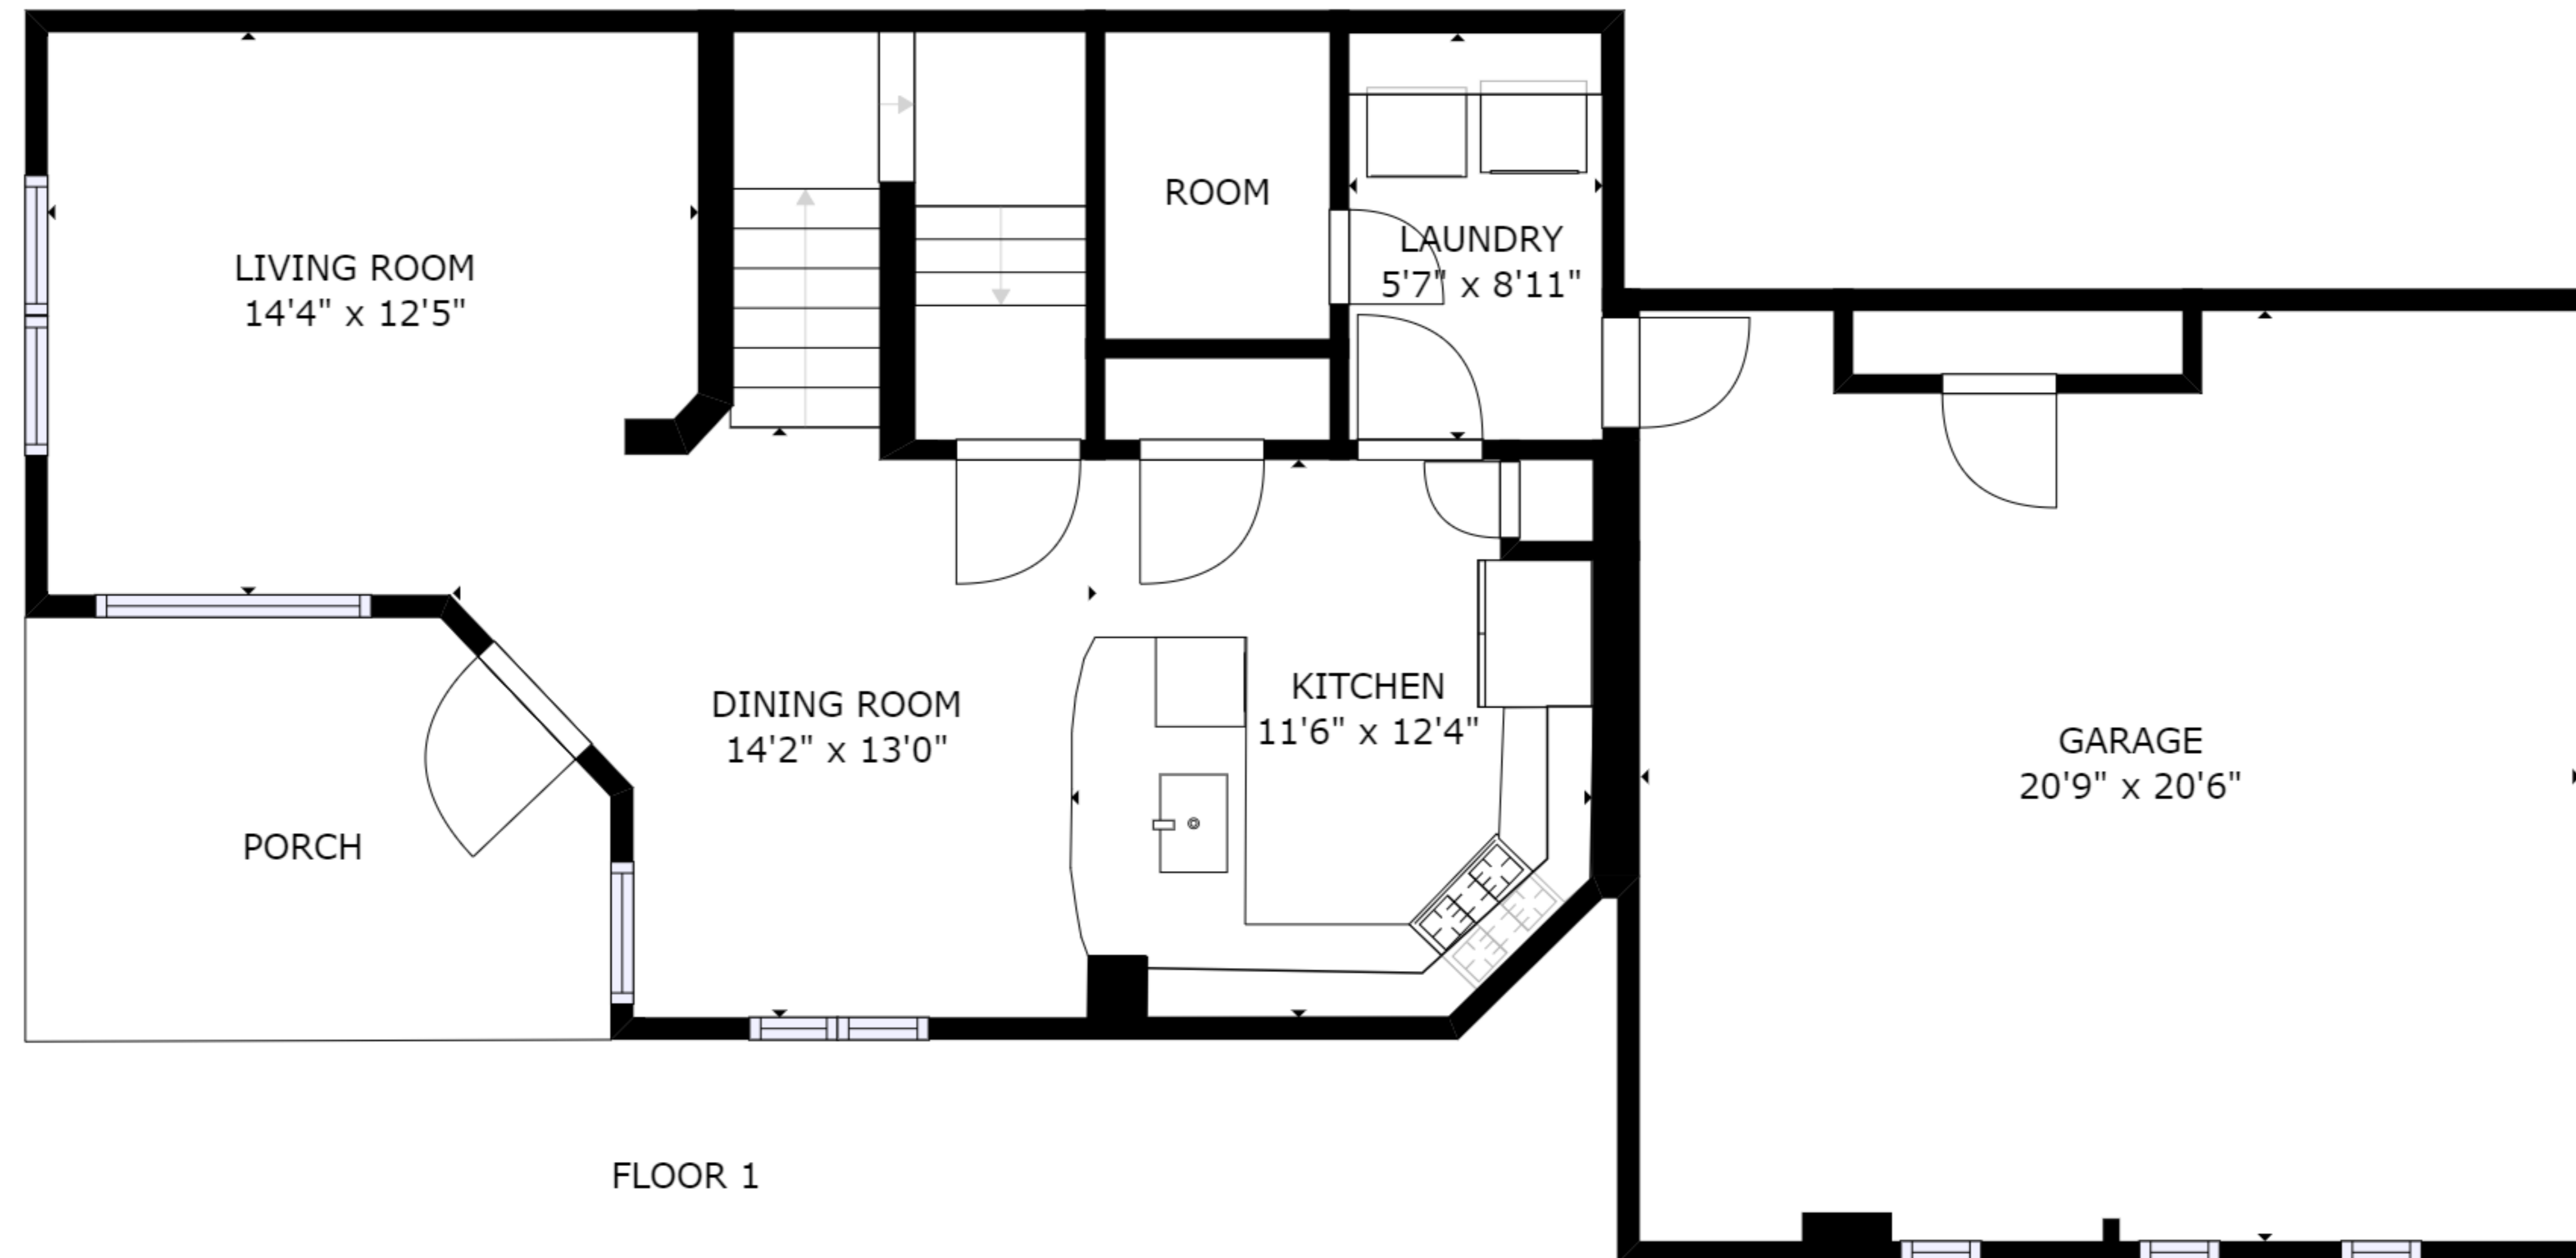 ROOM
LAUNDRY
5'7" x 8'11"
LIVING ROOM
14'4" x 12'5"
KITCHEN
11'6" x 12'4"
DINING ROOM
14'2" x 13'0"
GARAGE
20'9" x 20'6"
PORCH
FLOOR 1